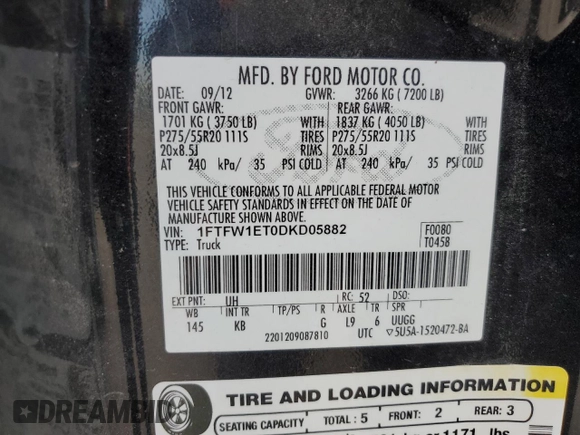 MFD. BY FORD MOTOR CO.
DATE: 09/12 GVWR: 3266 KG ( 7200 LB)
FRONT GAWR: REAR GAWR:
1701 KG ( 3750 LB) WITH 1837 KG ( 4050 LB) WITH
P275/55R20 111S TIRES P275/55R20 111S TIRES
20x8.5J RIMS 20x8.5J RIMS
AT 240 kPa/ 35 PSI COLD AT 240 kPa/ 35 PSI COLD
THIS VEHICLE CONFORMS TO ALL APPLICABLE FEDERAL MOTOR
VEHICLE SAFETY STANDARDS IN EFFECT ON THE DATE OF
MANUFACTURE SHOWN ABOVE.
VIN: 1FTFW1ET0DKD05882 F0080
TYPE: Truck T0458
EXT PNT: UH RC: 52 DSO:
WB INT TR TP/PS R AXLE TR SPR
145 KB G L9 6 UUGG
2201209087810 UTC ▽5U5A-1520472-BA
TIRE AND LOADING INFORMATION
SEATING CAPACITY TOTAL : 5 FRONT: 2 REAR: 3
1171 lbs
DREAMBID